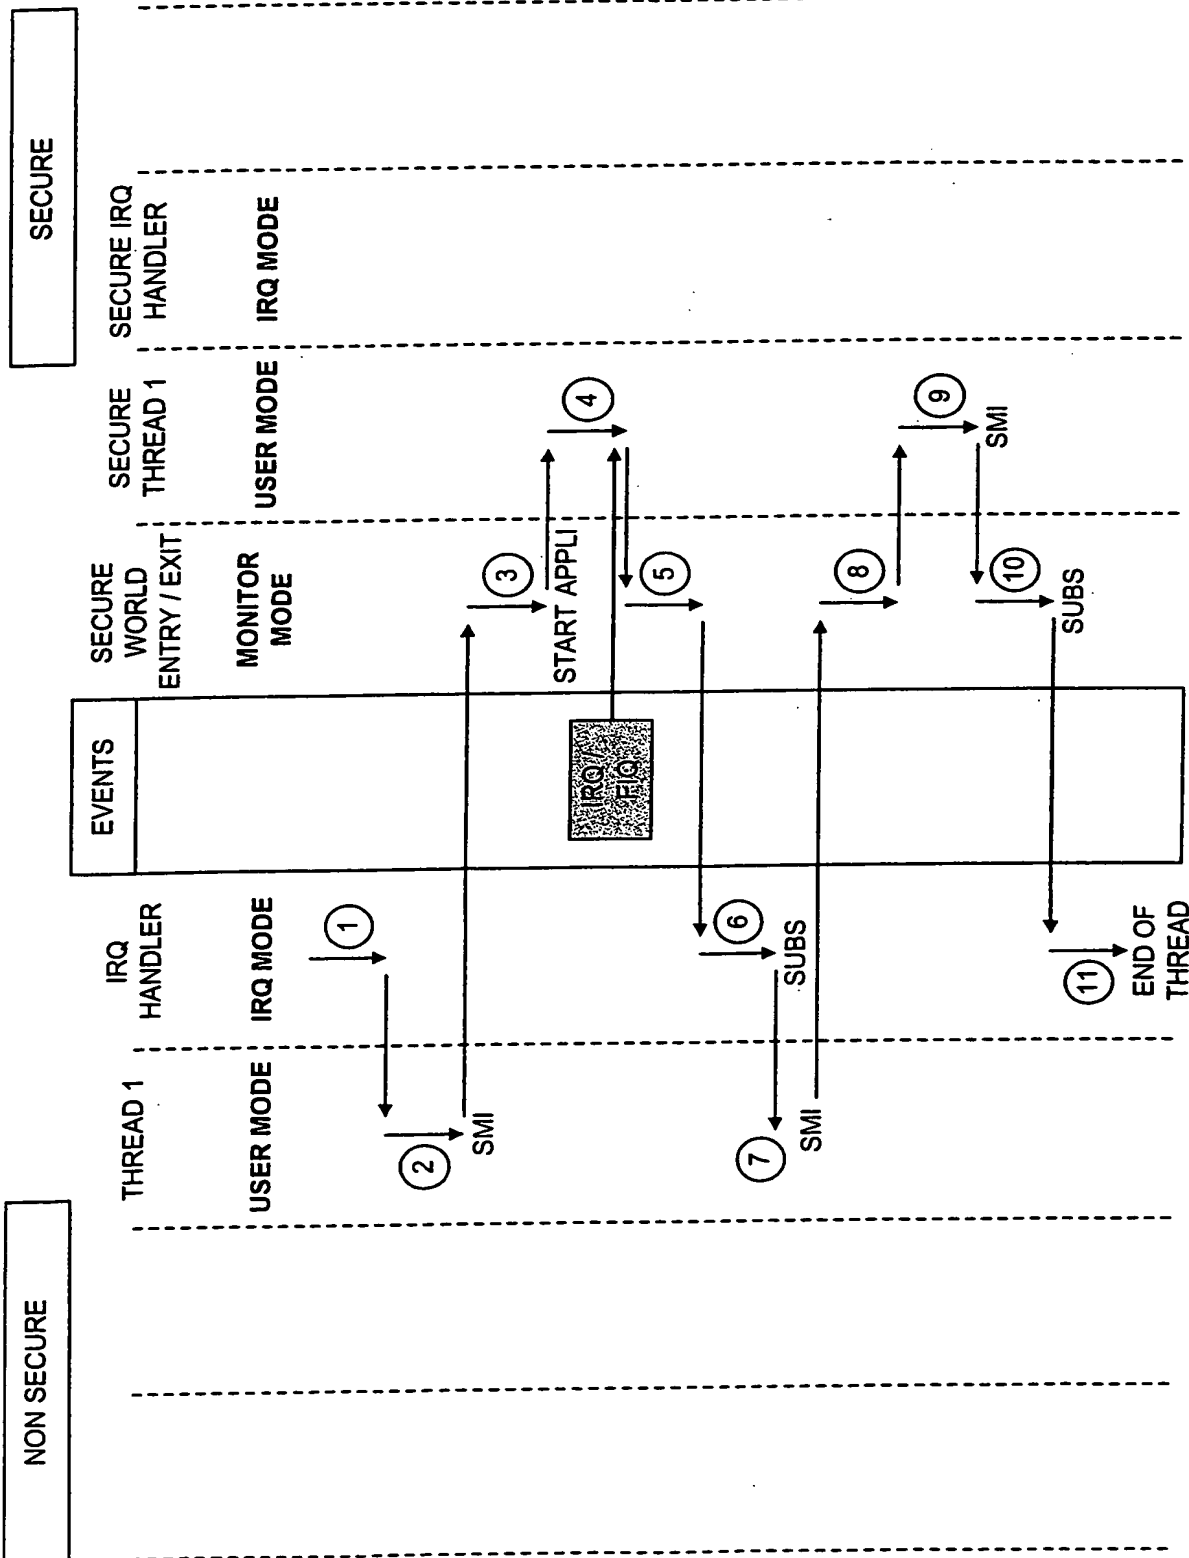 NON SECURE
SECURE
THREAD 1
USER MODE
IRQ
HANDLER
IRQ MODE
EVENTS
SECURE
WORLD
ENTRY / EXIT
MONITOR
MODE
SECURE
THREAD 1
USER MODE
SECURE IRQ
HANDLER
IRQ MODE
1
2
SMI
3
START APPLI
4
IRQ /
FIQ
5
6
SUBS
7
SMI
8
9
SMI
10
SUBS
11
END OF
THREAD